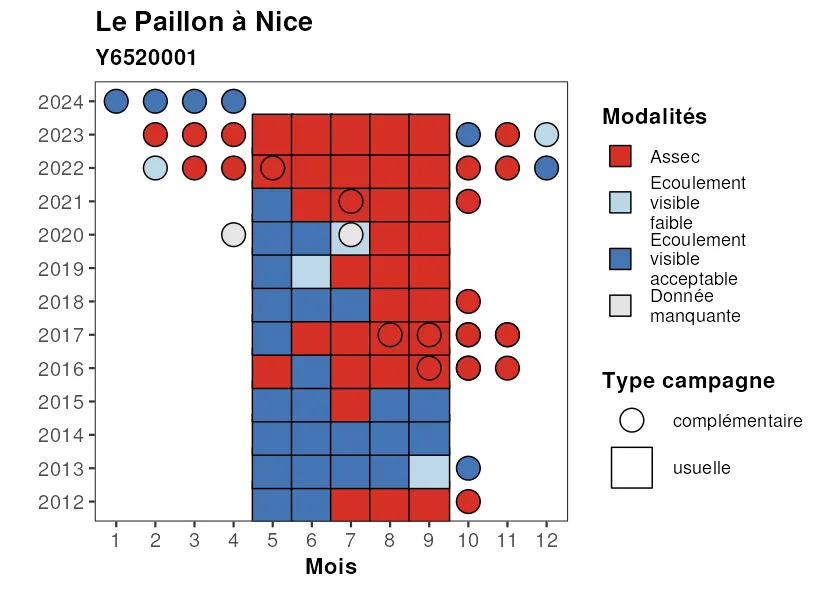 Le Paillon à Nice
Y6520001
2024
2023
2022
2021
2020
2019
2018
2017
2016
2015
2014
2013
2012
1 2 3 4 5 6 7 8 9 10 11 12
Mois
Modalités
Assec
Ecoulement
visible
faible
Ecoulement
visible
acceptable
Donnée
manquante
Type campagne
complémentaire
usuelle